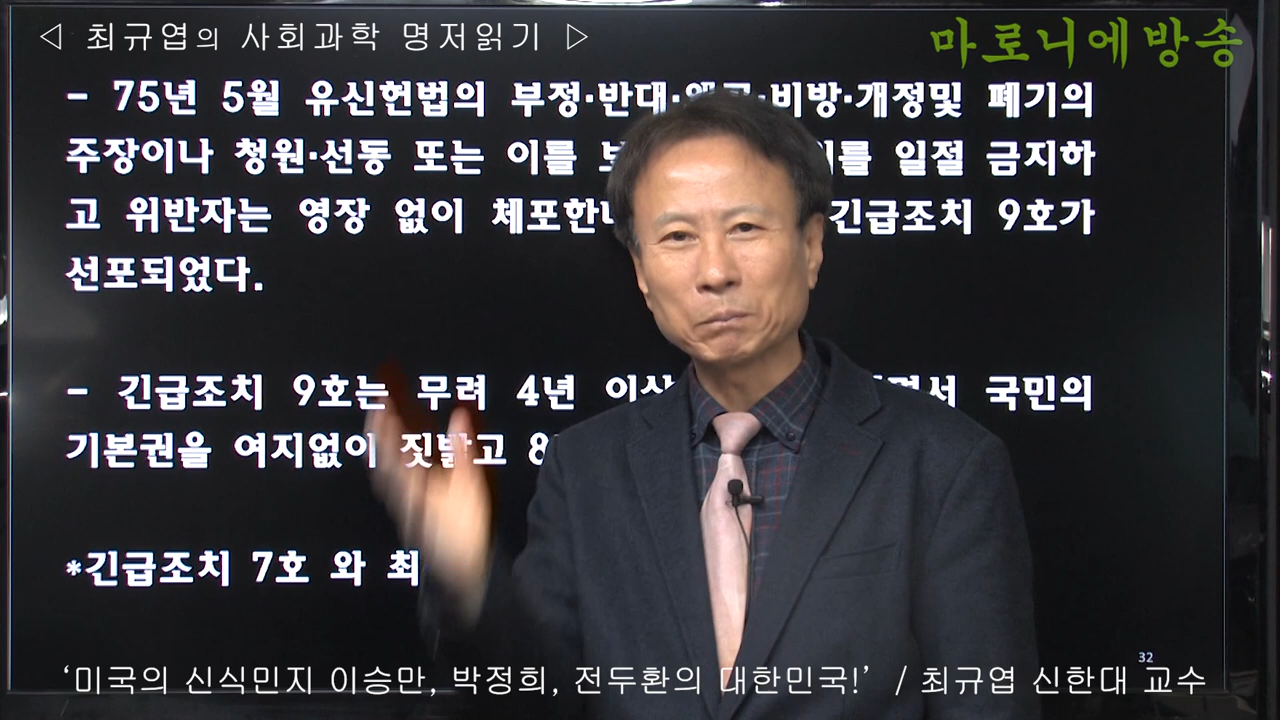 ◁ 최규엽의 사회과학 명저읽기 ▷
마로니에방송
- 75년 5월 유신헌법의 부정·반대· ·비방·개정및 폐기의
주장이나 청원·선동 또는 이를 일절 금지하
고 위반자는 영장 없이 긴급조치 9호가
선포되었다.
- 긴급조치 9호는 무려 4년 국민의
기본권을 여지없이 짓밟고
*긴급조치 7호 와 최
32
‘미국의 신식민지 이승만, 박정희, 전두환의 대한민국!’ / 최규엽 신한대 교수